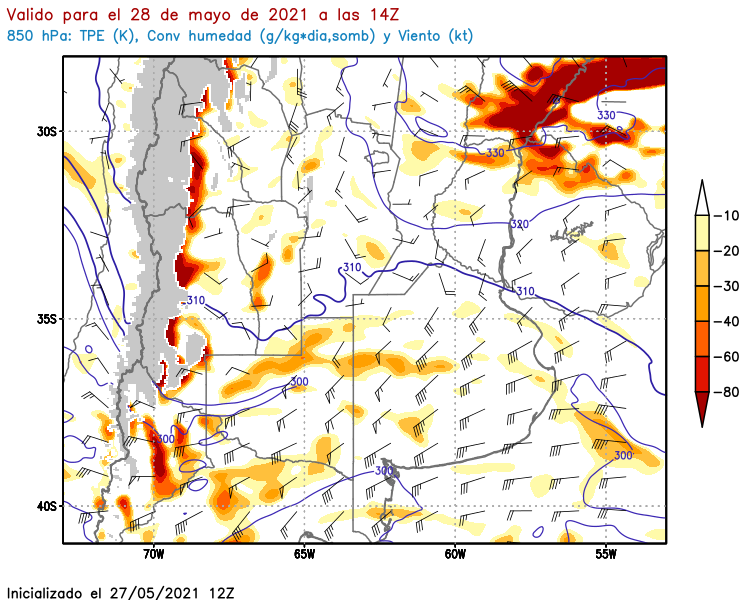 Valido para el 28 de mayo de 2021 a las 14Z
850 hPa: TPE (K), Conv humedad (g/kg*dia,somb) y Viento (kt)
30S
330
330
320
310
310
310
35S
300
300
300
300
40S
70W 65W 60W 55W
−10
−20
−30
−40
−60
−80
Inicializado el 27/05/2021 12Z